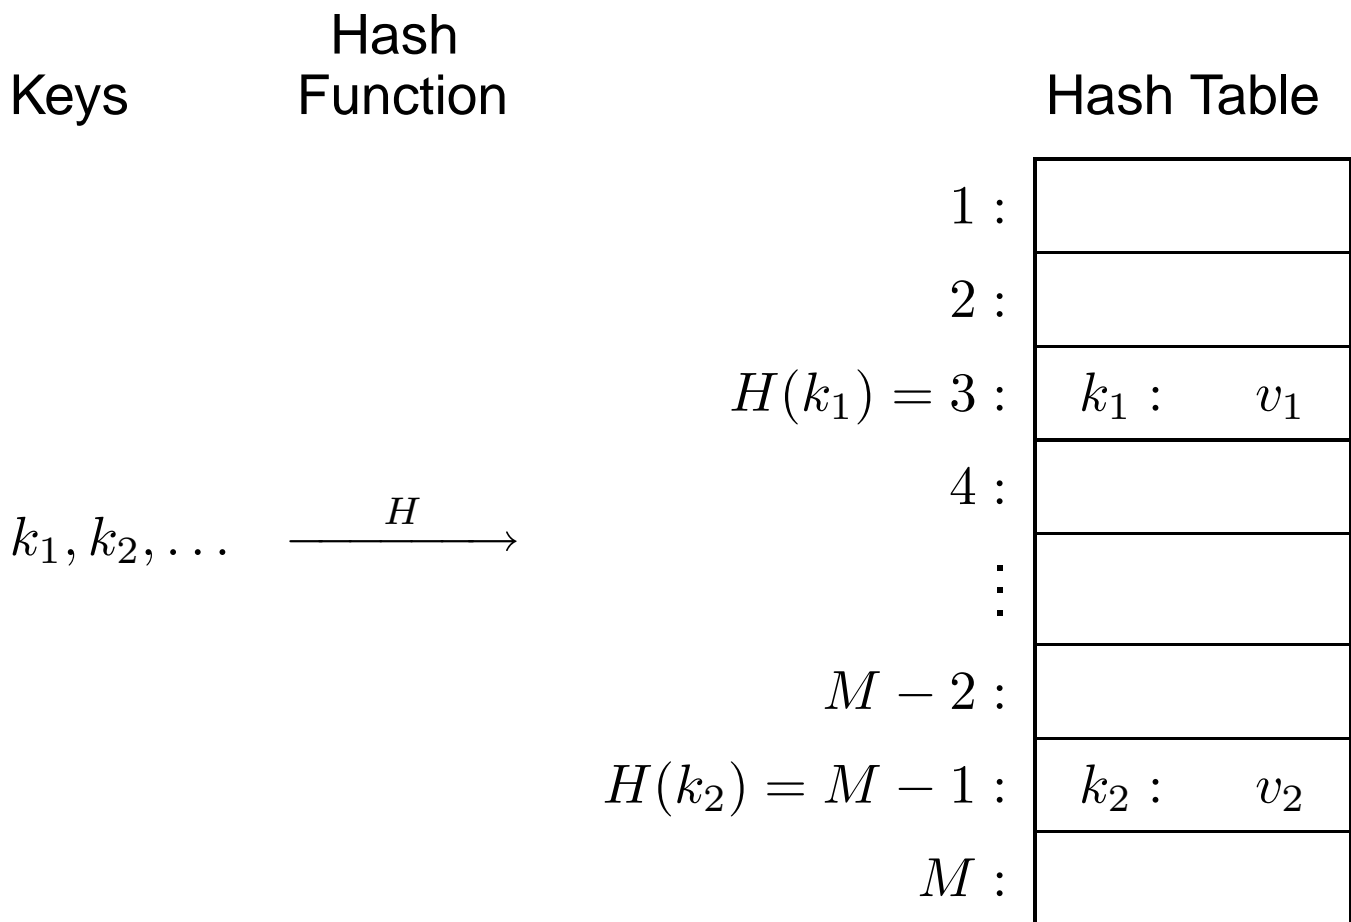 Keys
Hash
Function
Hash Table
1 :
2 :
H(k₁) = 3 :
k₁ : v₁
4 :
k₁, k₂, . . .
H
⋮
M − 2 :
H(k₂) = M − 1 :
k₂ : v₂
M :